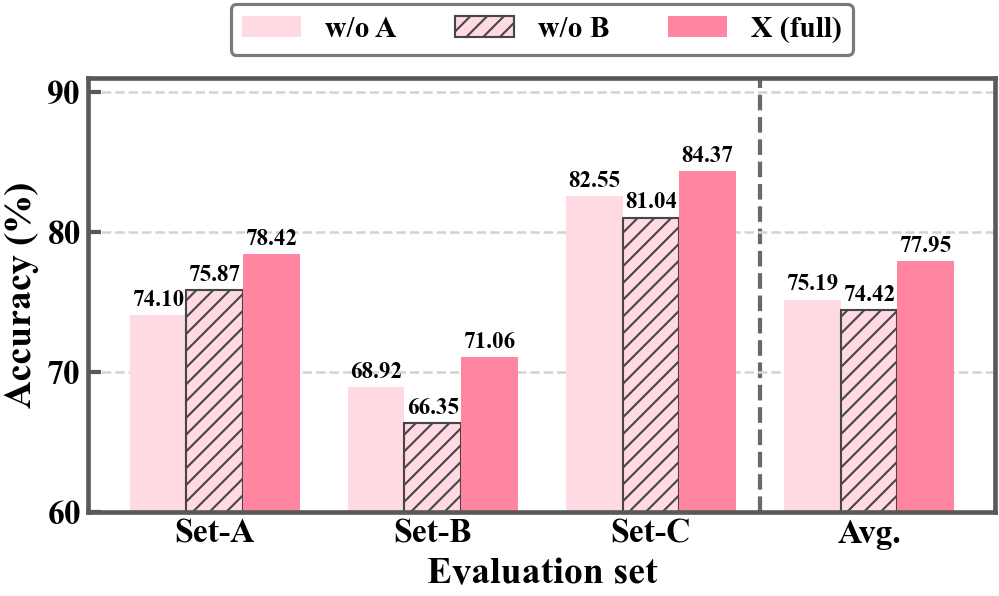 w/o A w/o B X (full)
90
80
70
60
Accuracy (%)
74.10 75.87 78.42
68.92 66.35 71.06
82.55 81.04 84.37
75.19 74.42 77.95
Set-A Set-B Set-C Avg.
Evaluation set